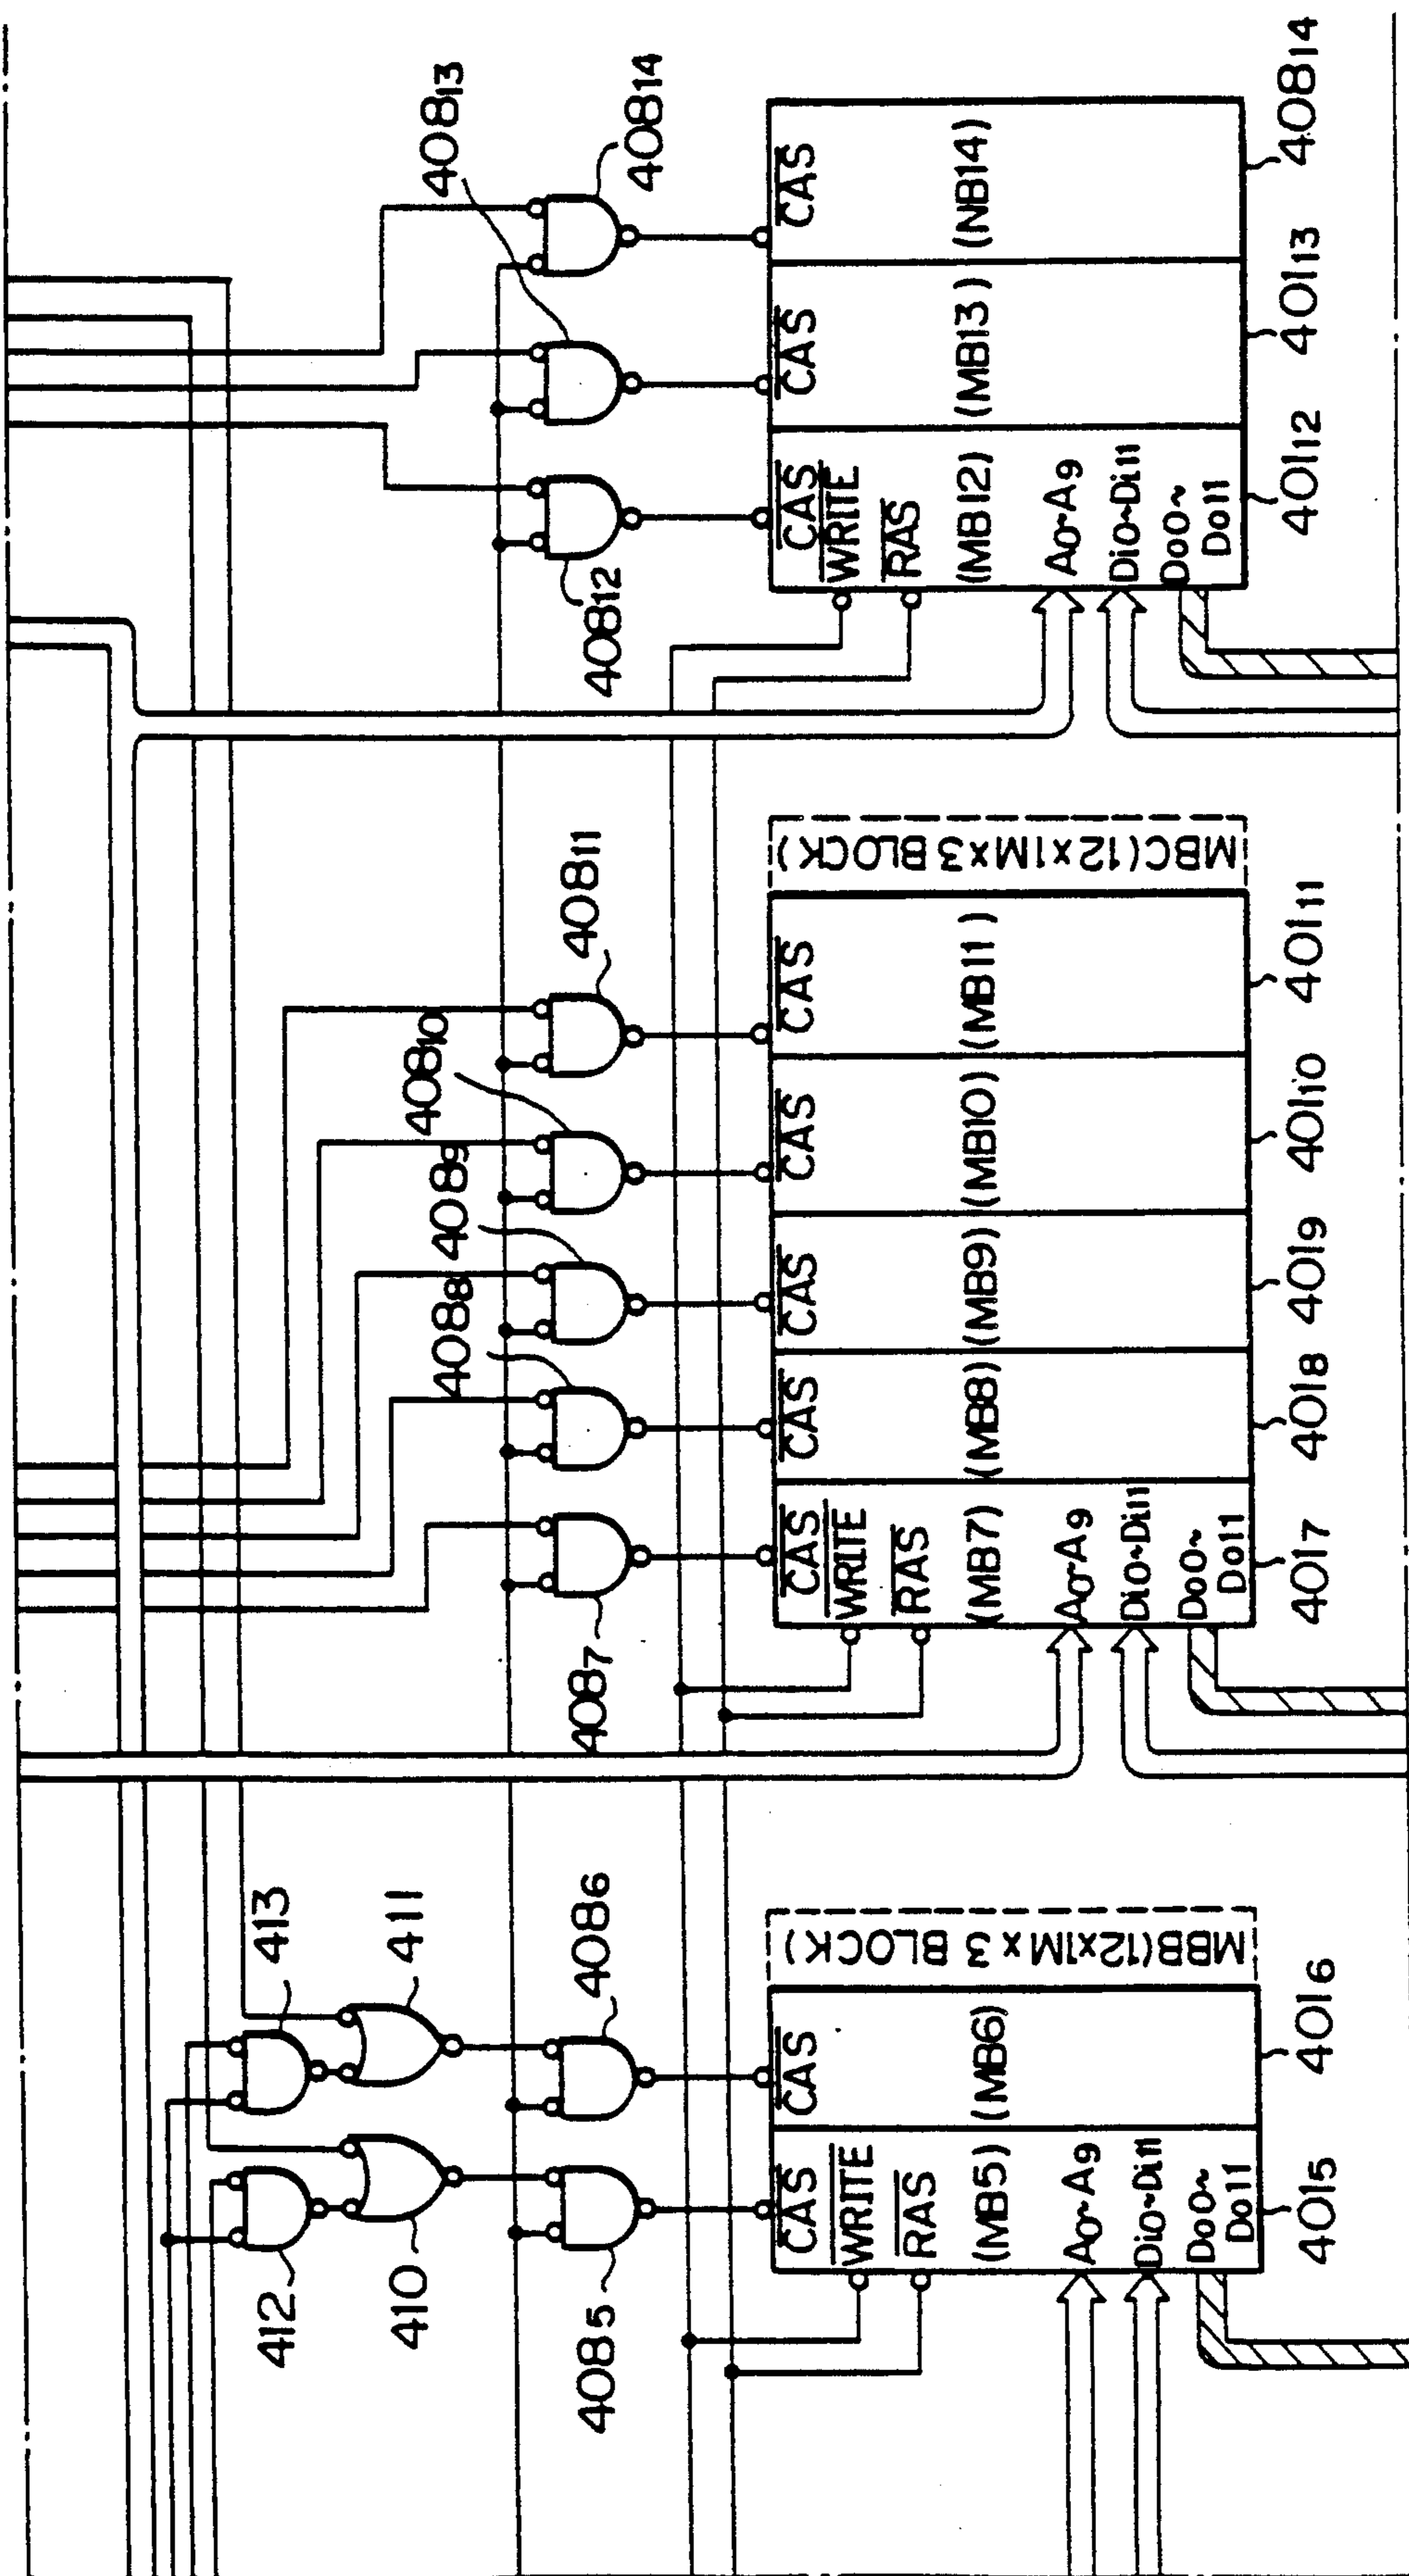 413
411
412
410
408₅
408₆
408₇
408₈
408₉
408₁₀
408₁₁
408₁₂
408₁₃
408₁₄
CAS
WRITE
RAS
(MB5)
A0~A9
Di0~Di11
Do0~
Do11
401₅
CAS
(MB6)
401₆
MBB(12x1Mx3 BLOCK)
CAS
WRITE
RAS
(MB7)
A0~A9
Di0~Di11
Do0~
Do11
401₇
CAS
(MB8)
401₈
CAS
(MB9)
401₉
CAS
(MB10)
401₁₀
CAS
(MB11)
401₁₁
MBC(12x1Mx3 BLOCK)
CAS
WRITE
RAS
(MB12)
A0~A9
Di0~Di11
Do0~
Do11
401₁₂
CAS
(MB13)
401₁₃
CAS
(NB14)
408₁₄